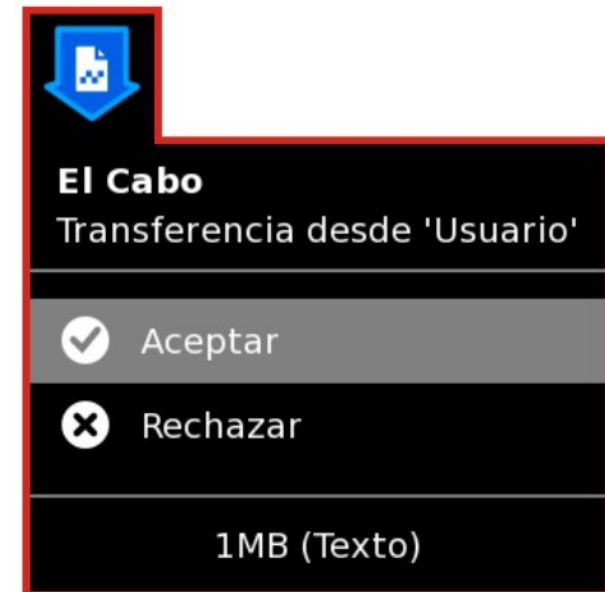 El Cabo
Transferencia desde 'Usuario'
Aceptar
Rechazar
1MB (Texto)